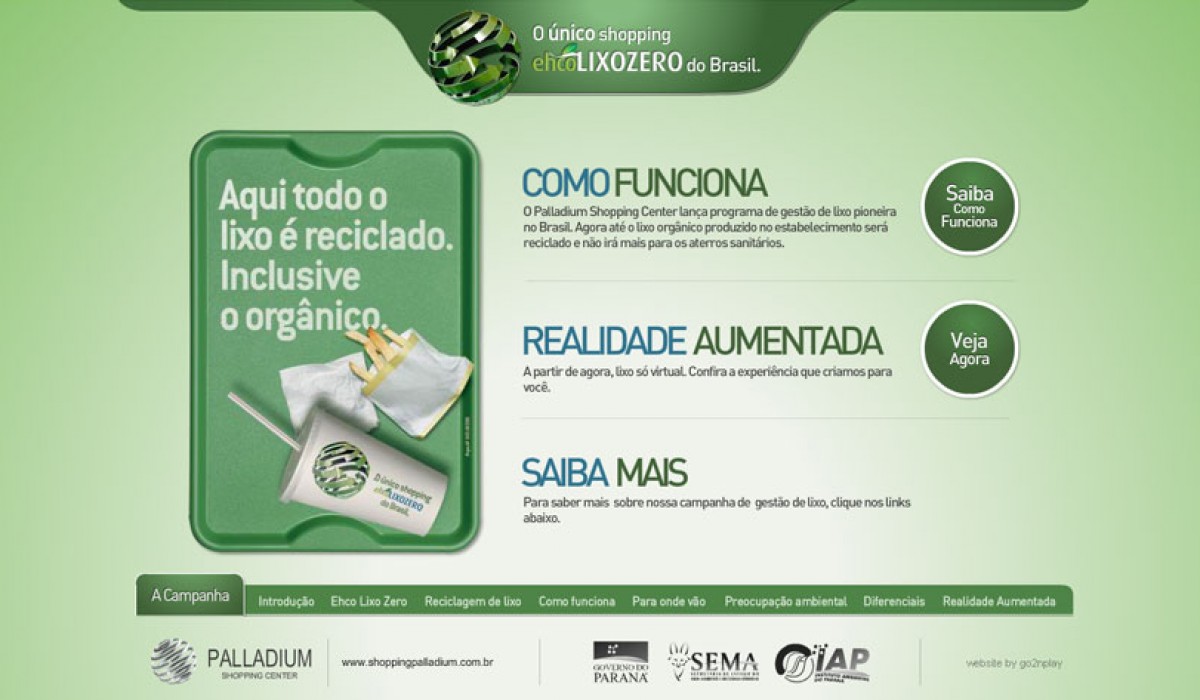 O único shopping
ehco LIXOZERO do Brasil.
Aqui todo o
lixo é reciclado.
Inclusive
o orgânico.
O único shopping
ehco LIXOZERO
do Brasil.
COMO FUNCIONA
O Palladium Shopping Center lança programa de gestão de lixo pioneira
no Brasil. Agora até o lixo orgânico produzido no estabelecimento será
reciclado e não irá mais para os aterros sanitários.
Saiba
Como
Funciona
REALIDADE AUMENTADA
A partir de agora, lixo só virtual. Confira a experiência que criamos para
você.
Veja
Agora
SAIBA MAIS
Para saber mais sobre nossa campanha de gestão de lixo, clique nos links
abaixo.
A Campanha Introdução Ehco Lixo Zero Reciclagem de lixo Como funciona Para onde vão Preocupação ambiental Diferenciais Realidade Aumentada
PALLADIUM
SHOPPING CENTER
www.shoppingpalladium.com.br
GOVERNO DO
PARANÁ
SEMA
IAP
INSTITUTO AMBIENTAL
DO PARANÁ
website by go2nplay